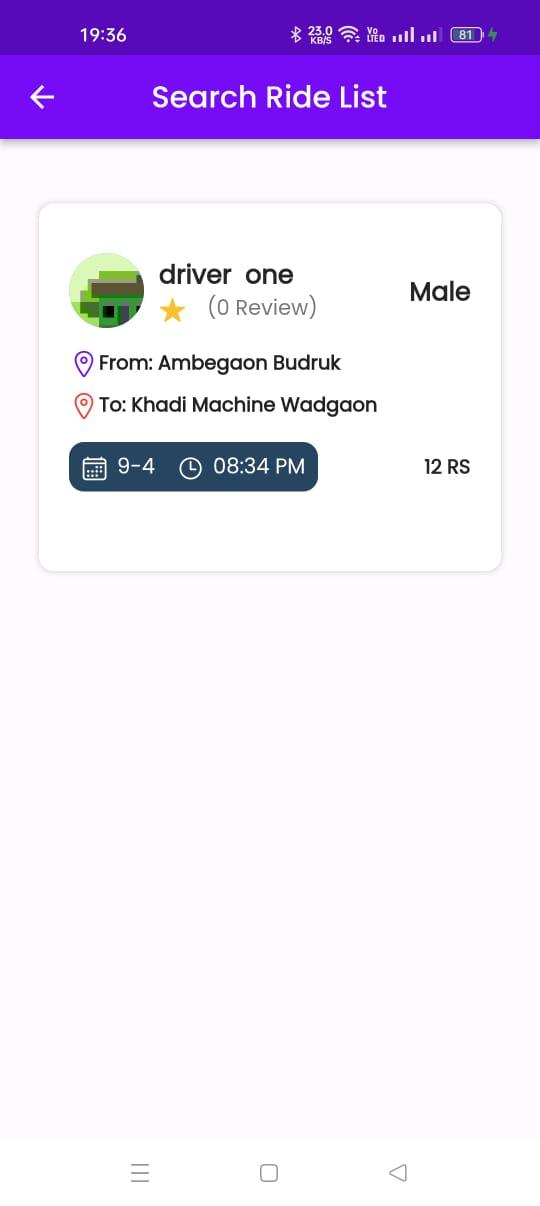 19:36 23.0 KB/S Vo LTE 81
Search Ride List
driver one
(0 Review)
Male
From: Ambegaon Budruk
To: Khadi Machine Wadgaon
9-4 08:34 PM
12 RS